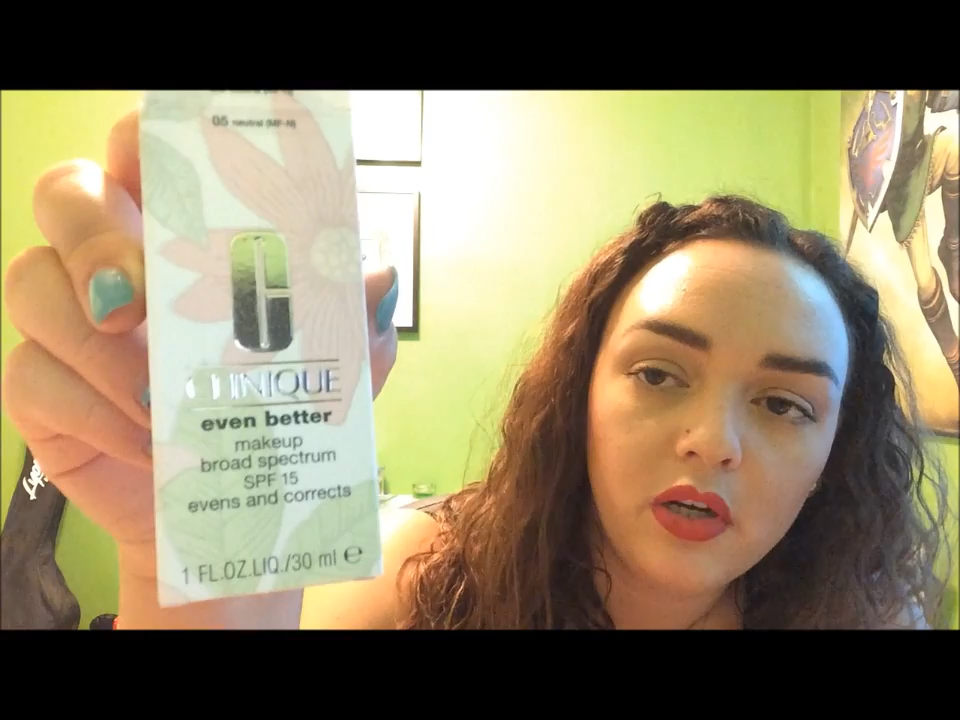 05 neutral (MF-N)
CLINIQUE
even better
makeup
broad spectrum
SPF 15
evens and corrects
1 FL.OZ.LIQ./30 ml e